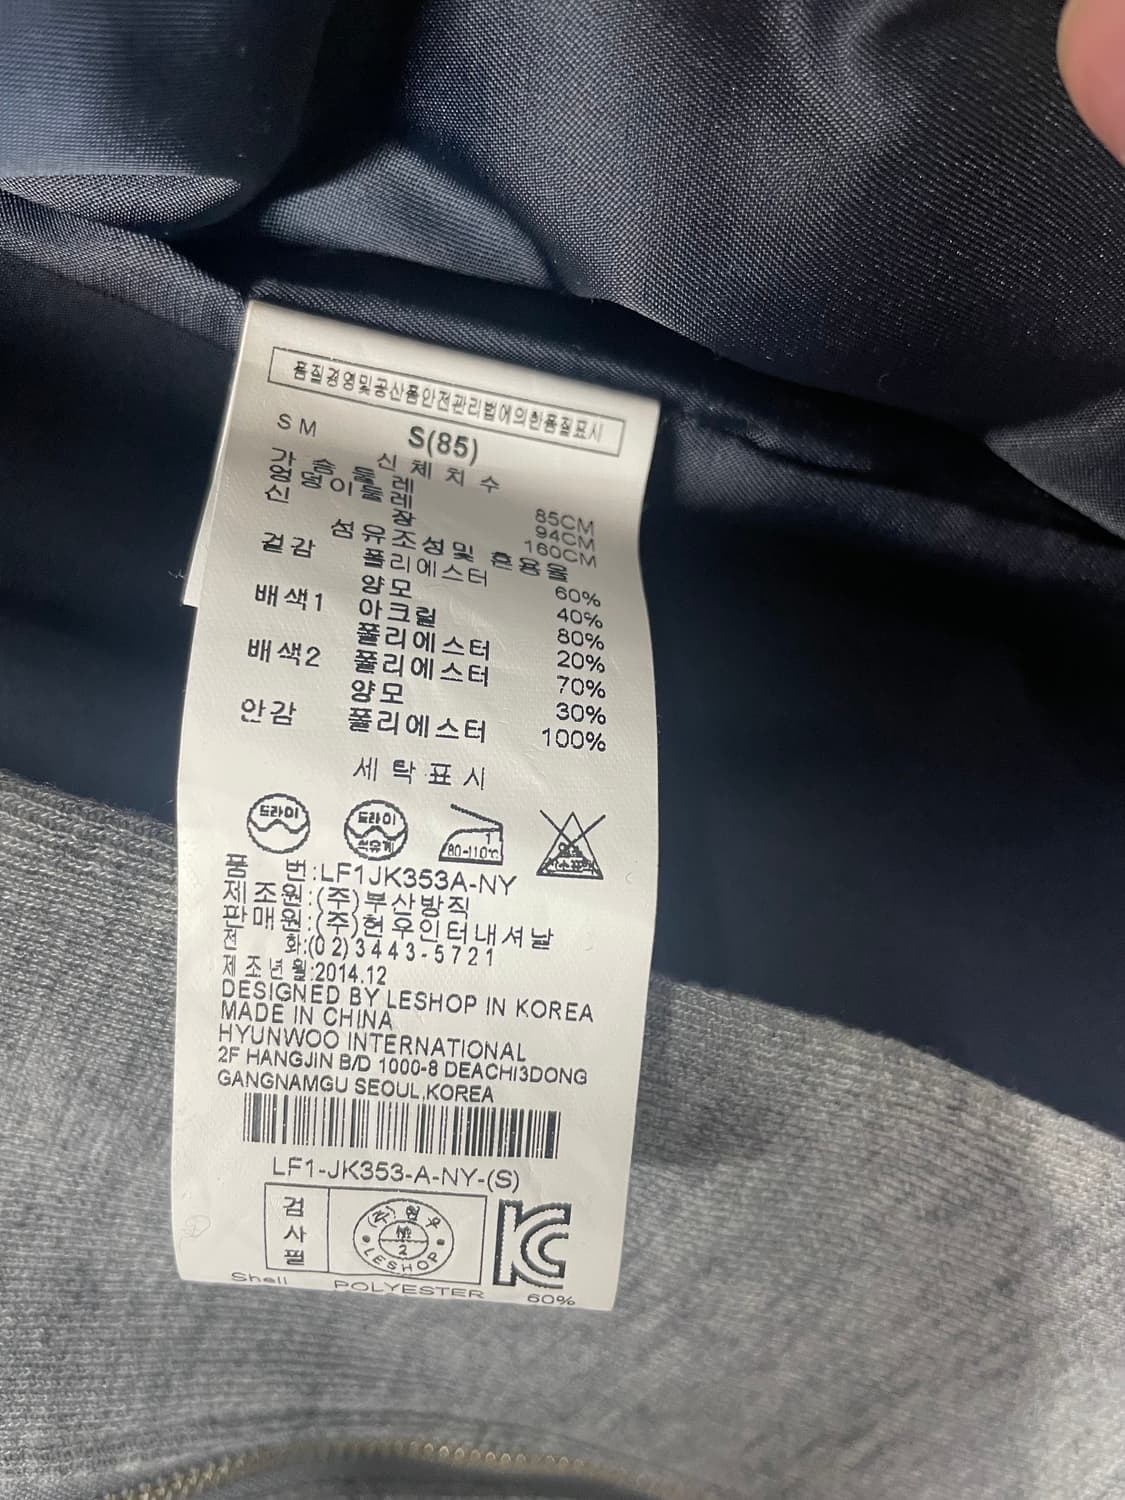 품질경영및공산품안전관리법에의한품질표시
SM S(85)
신체치수
가슴둘레 85CM
엉덩이둘레 94CM
신장 160CM
섬유조성및 혼용율
겉감 폴리에스터 60%
양모 40%
배색1 아크릴 80%
폴리에스터 20%
배색2 폴리에스터 70%
양모 30%
안감 폴리에스터 100%
세탁표시
드라이 드라이 석유계 1 80-110℃
품 번:LF1JK353A-NY
제조원:(주)부산방직
판매원:(주)현우인터내셔날
전 화:(02)3443-5721
제조년월:2014.12
DESIGNED BY LESHOP IN KOREA
MADE IN CHINA
HYUNWOO INTERNATIONAL
2F HANGJIN B/D 1000-8 DEACHI3DONG
GANGNAMGU SEOUL,KOREA
LF1-JK353-A-NY-(S)
검사필 (주)현우 2 LESHOP KC
Shell POLYESTER 60%